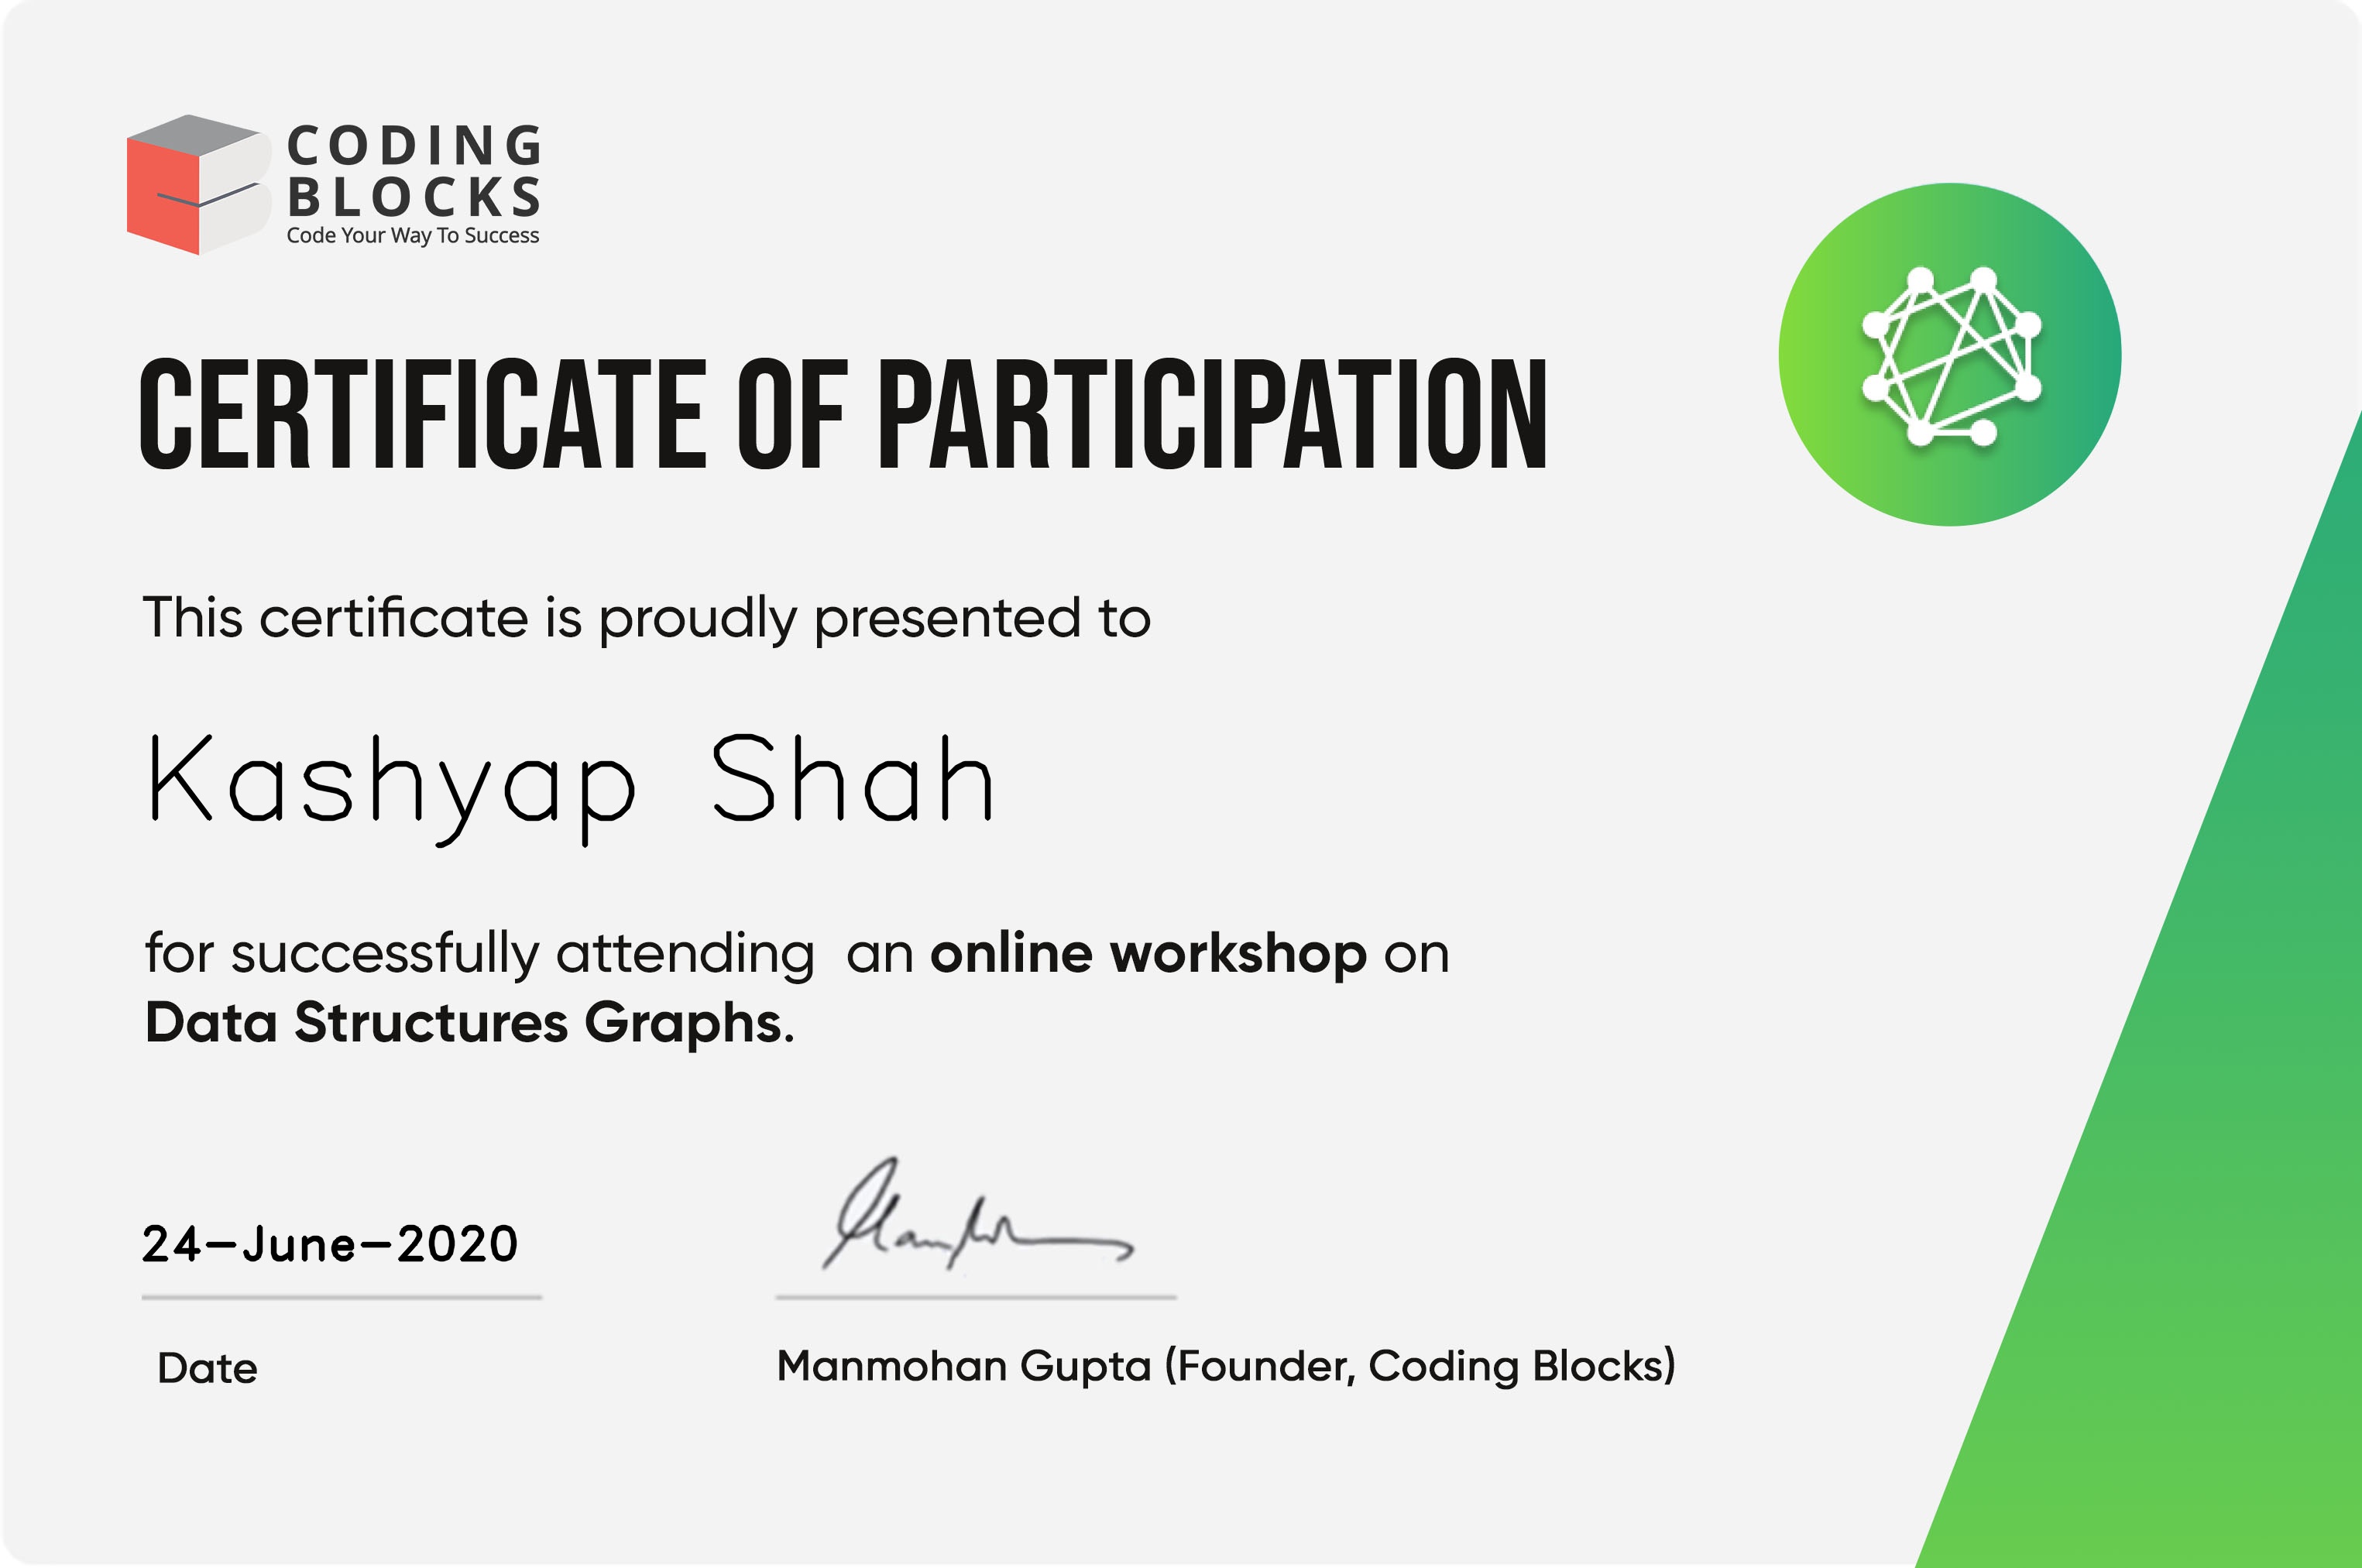 CODING
BLOCKS
Code Your Way To Success
CERTIFICATE OF PARTICIPATION
This certificate is proudly presented to
Kashyap Shah
for successfully attending an online workshop on
Data Structures Graphs.
24-June-2020
Date
Manmohan Gupta (Founder, Coding Blocks)